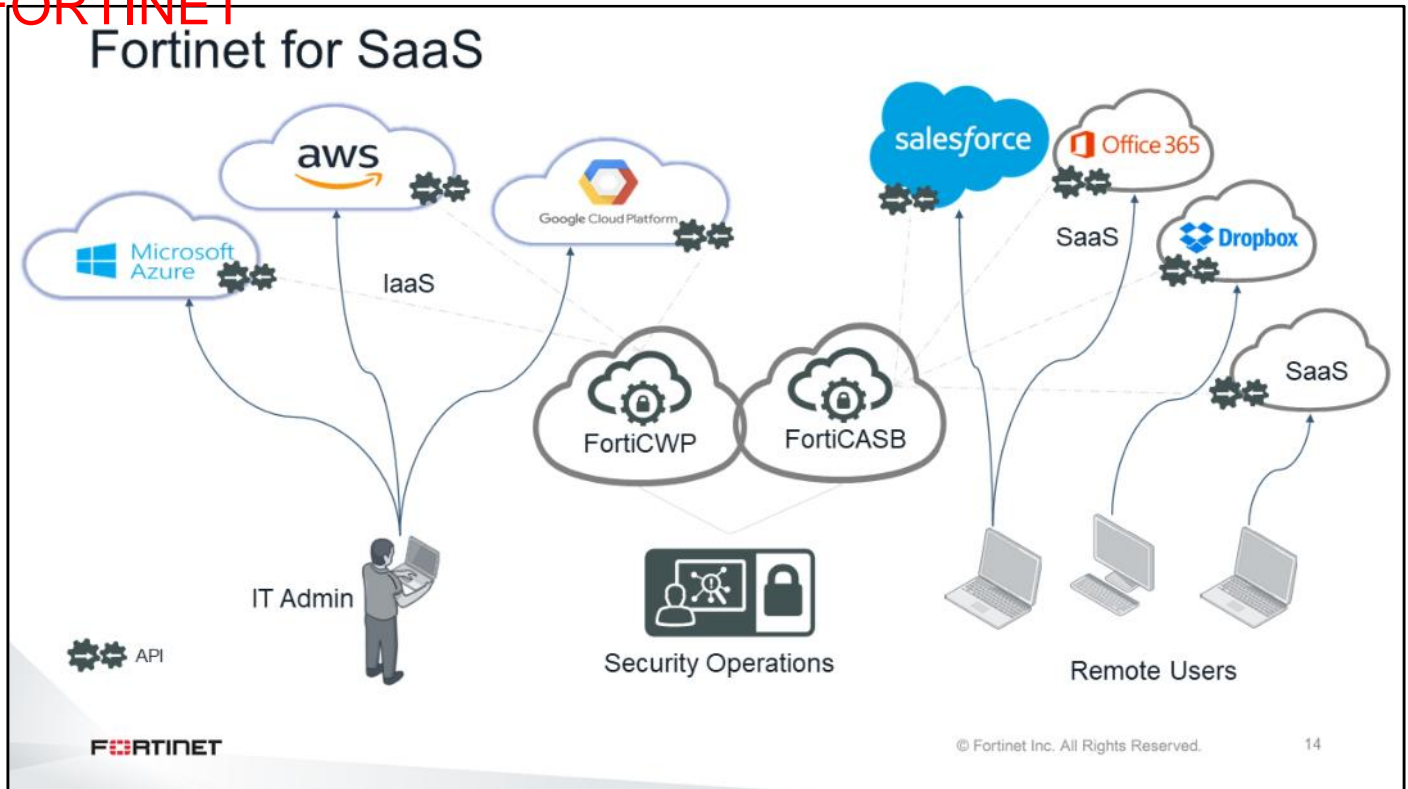 FORTINET
Fortinet for SaaS
aws
Google Cloud Platform
Microsoft
Azure
IaaS
salesforce
Office 365
SaaS
Dropbox
SaaS
FortiCWP
FortiCASB
IT Admin
Security Operations
Remote Users
API
FORTINET
© Fortinet Inc. All Rights Reserved.
14